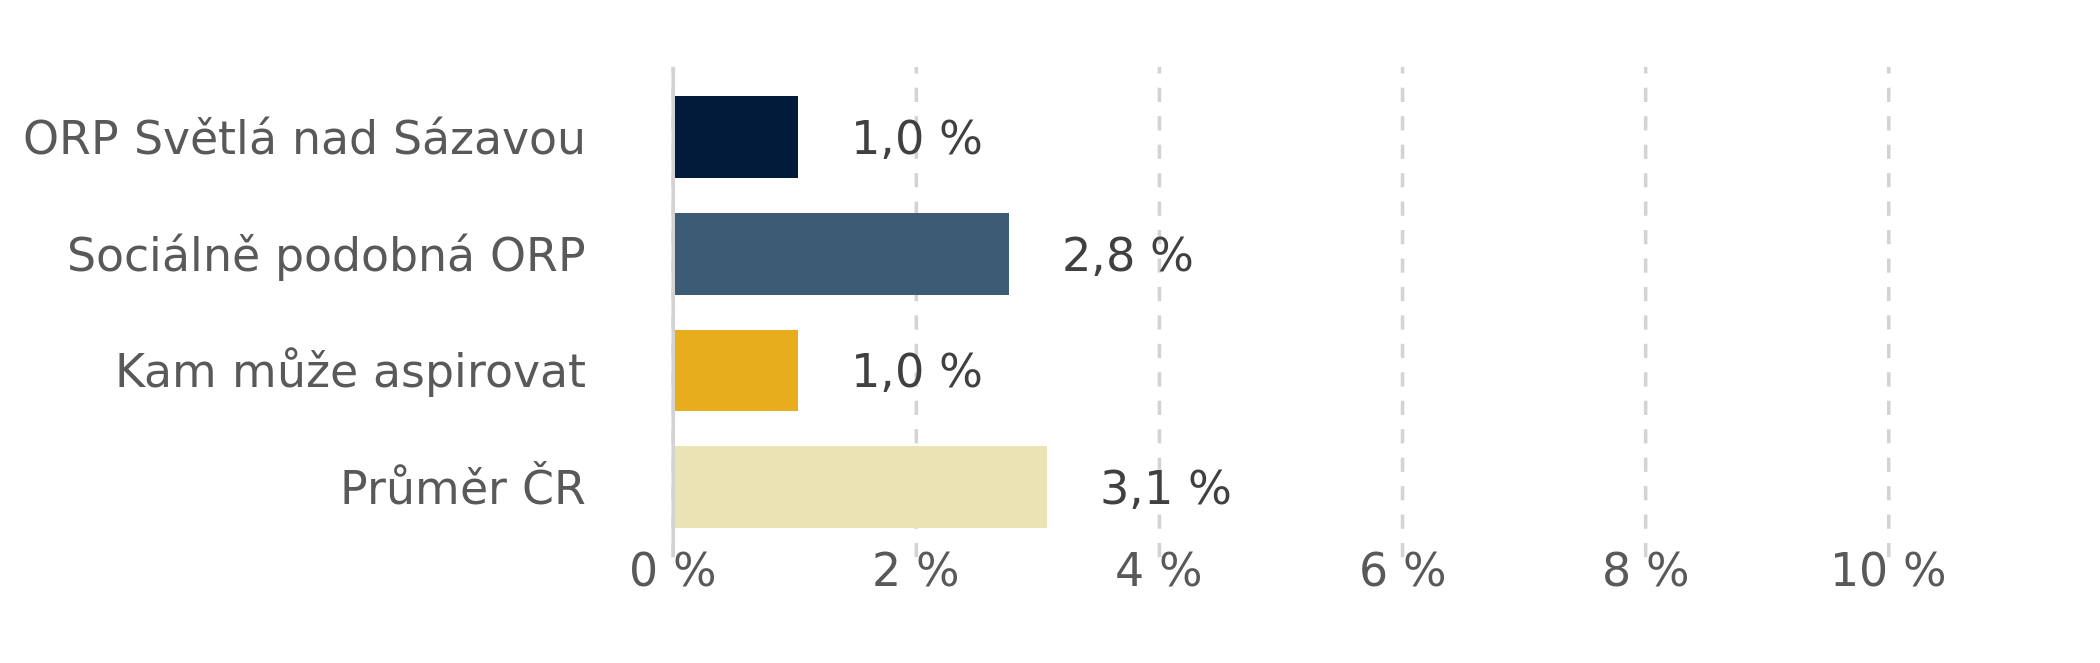 ORP Světlá nad Sázavou 1,0 %
Sociálně podobná ORP 2,8 %
Kam může aspirovat 1,0 %
Průměr ČR 3,1 %
0 % 2 % 4 % 6 % 8 % 10 %